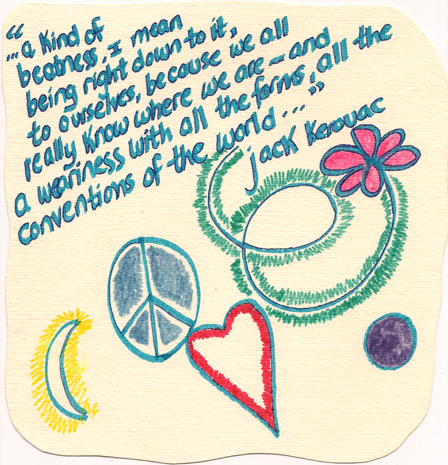 “
...a kind of
beatness. I mean
being right down to it,
to ourselves, because we all
really know where we are - and
a weariness with all the forms, all the
conventions of the world ...”
Jack Kerouac